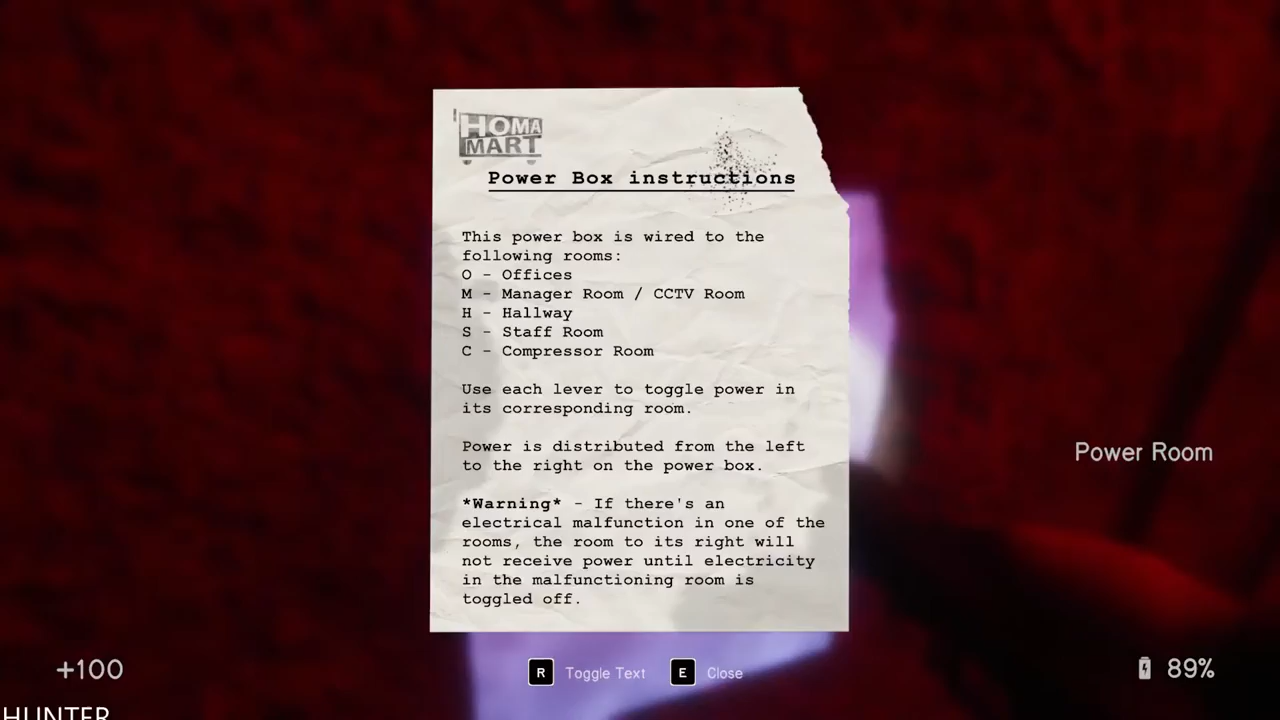 HOMA
MART
Power Box instructions
This power box is wired to the
following rooms:
O - Offices
M - Manager Room / CCTV Room
H - Hallway
S - Staff Room
C - Compressor Room
Use each lever to toggle power in
its corresponding room.
Power is distributed from the left
to the right on the power box.
*Warning* - If there's an
electrical malfunction in one of the
rooms, the room to its right will
not receive power until electricity
in the malfunctioning room is
toggled off.
Power Room
+100
R Toggle Text E Close
89%
HUNTER